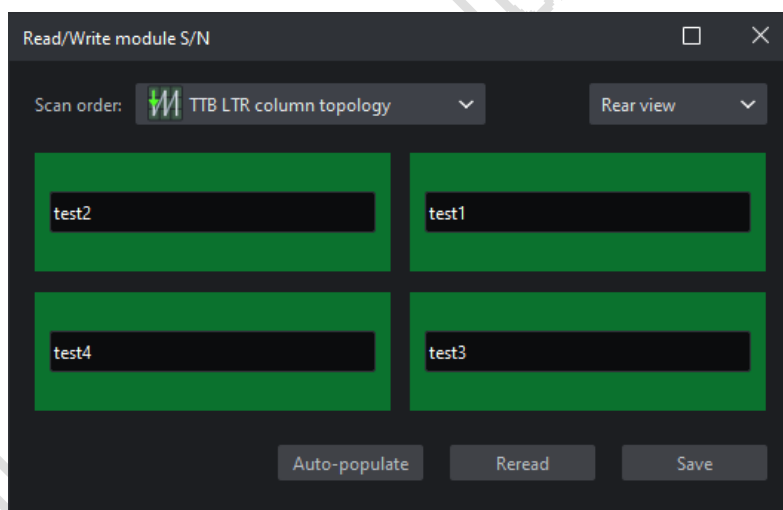 Read/Write module S/N
Scan order: TTB LTR column topology Rear view
test2 test1
test4 test3
Auto-populate Reread Save